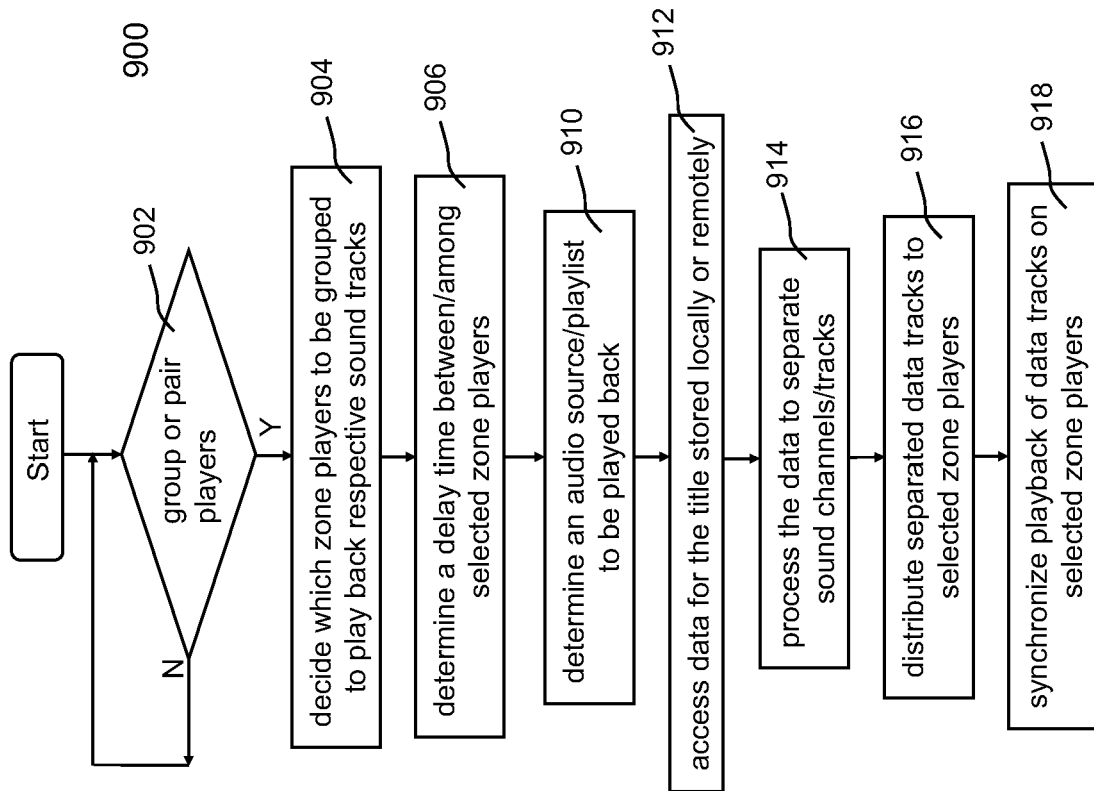 900
Start
902
group or pair
players
N
Y
904
decide which zone players to be grouped
to play back respective sound tracks
906
determine a delay time between/among
selected zone players
910
determine an audio source/playlist
to be played back
912
access data for the title stored locally or remotely
914
process the data to separate
sound channels/tracks
916
distribute separated data tracks to
selected zone players
918
synchronize playback of data tracks on
selected zone players